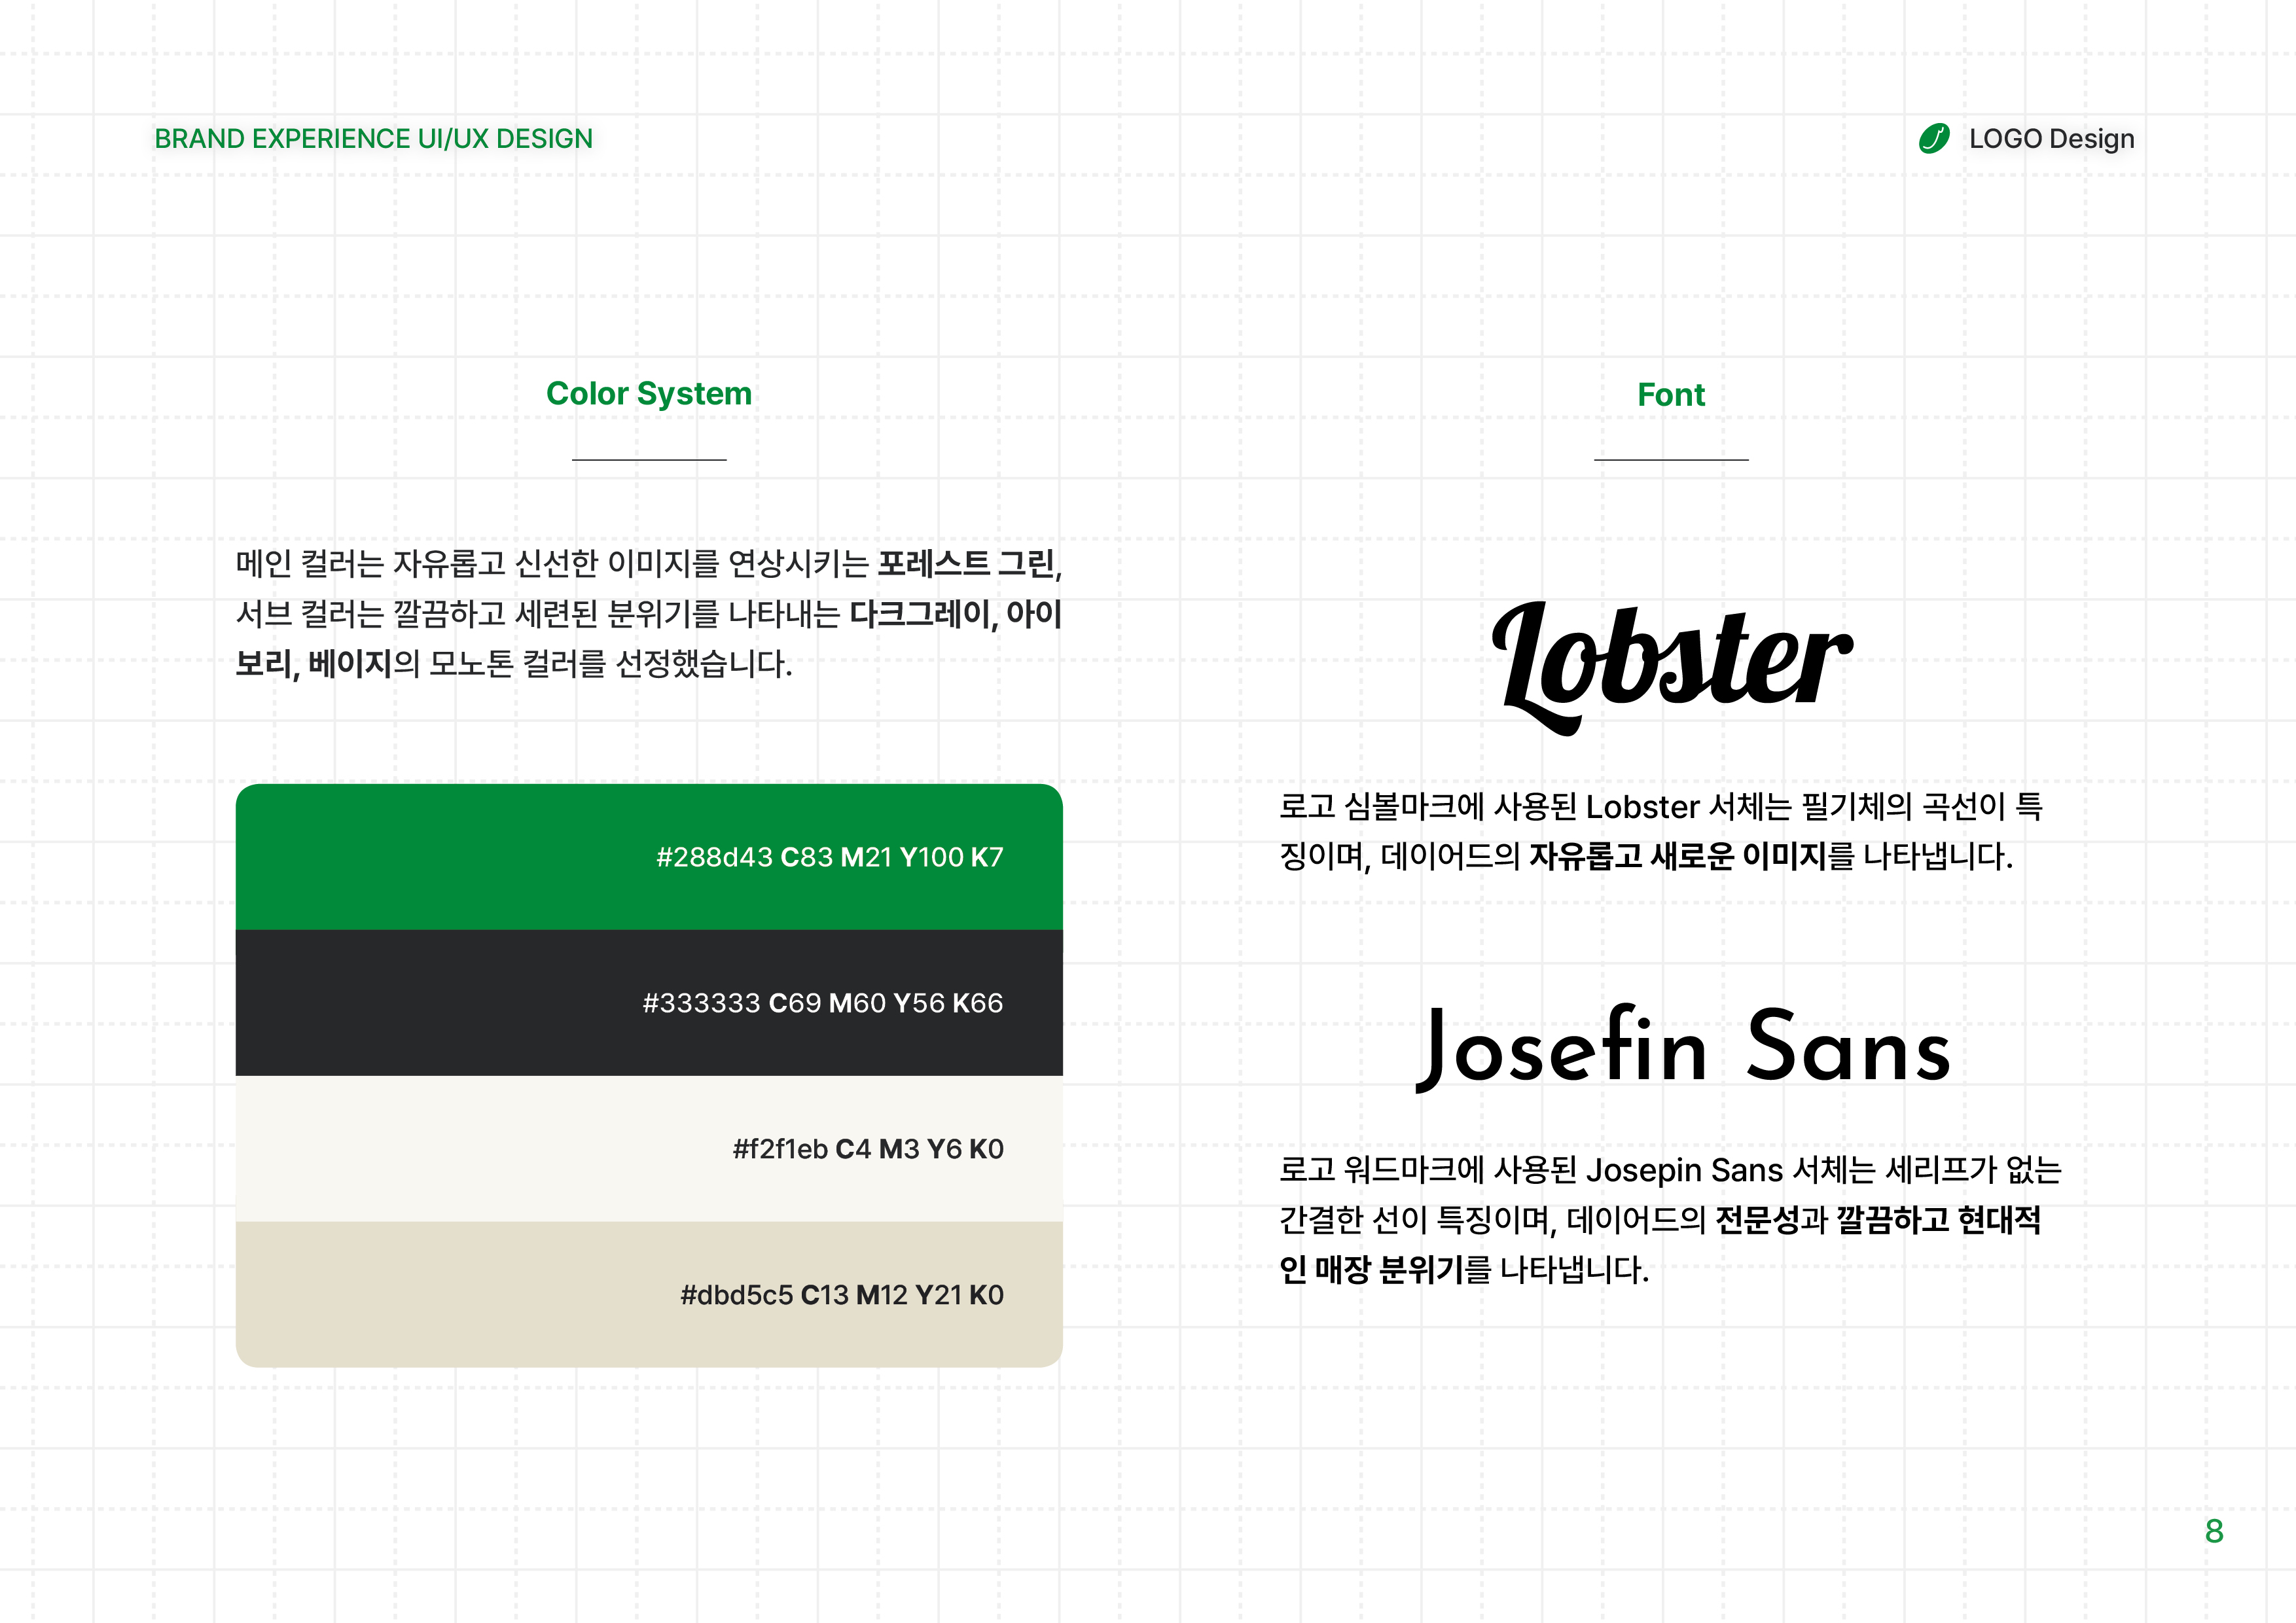 BRAND EXPERIENCE UI/UX DESIGN
LOGO Design
Color System
메인 컬러는 자유롭고 신선한 이미지를 연상시키는 포레스트 그린,
서브 컬러는 깔끔하고 세련된 분위기를 나타내는 다크그레이, 아이
보리, 베이지의 모노톤 컬러를 선정했습니다.
#288d43 C83 M21 Y100 K7
#333333 C69 M60 Y56 K66
#f2f1eb C4 M3 Y6 K0
#dbd5c5 C13 M12 Y21 K0
Font
Lobster
로고 심볼마크에 사용된 Lobster 서체는 필기체의 곡선이 특
징이며, 데이어드의 자유롭고 새로운 이미지를 나타냅니다.
Josefin Sans
로고 워드마크에 사용된 Josepin Sans 서체는 세리프가 없는
간결한 선이 특징이며, 데이어드의 전문성과 깔끔하고 현대적
인 매장 분위기를 나타냅니다.
8